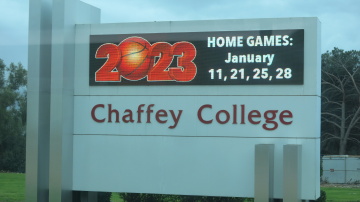 2023
HOME GAMES:
January
11, 21, 25, 28
Chaffey College